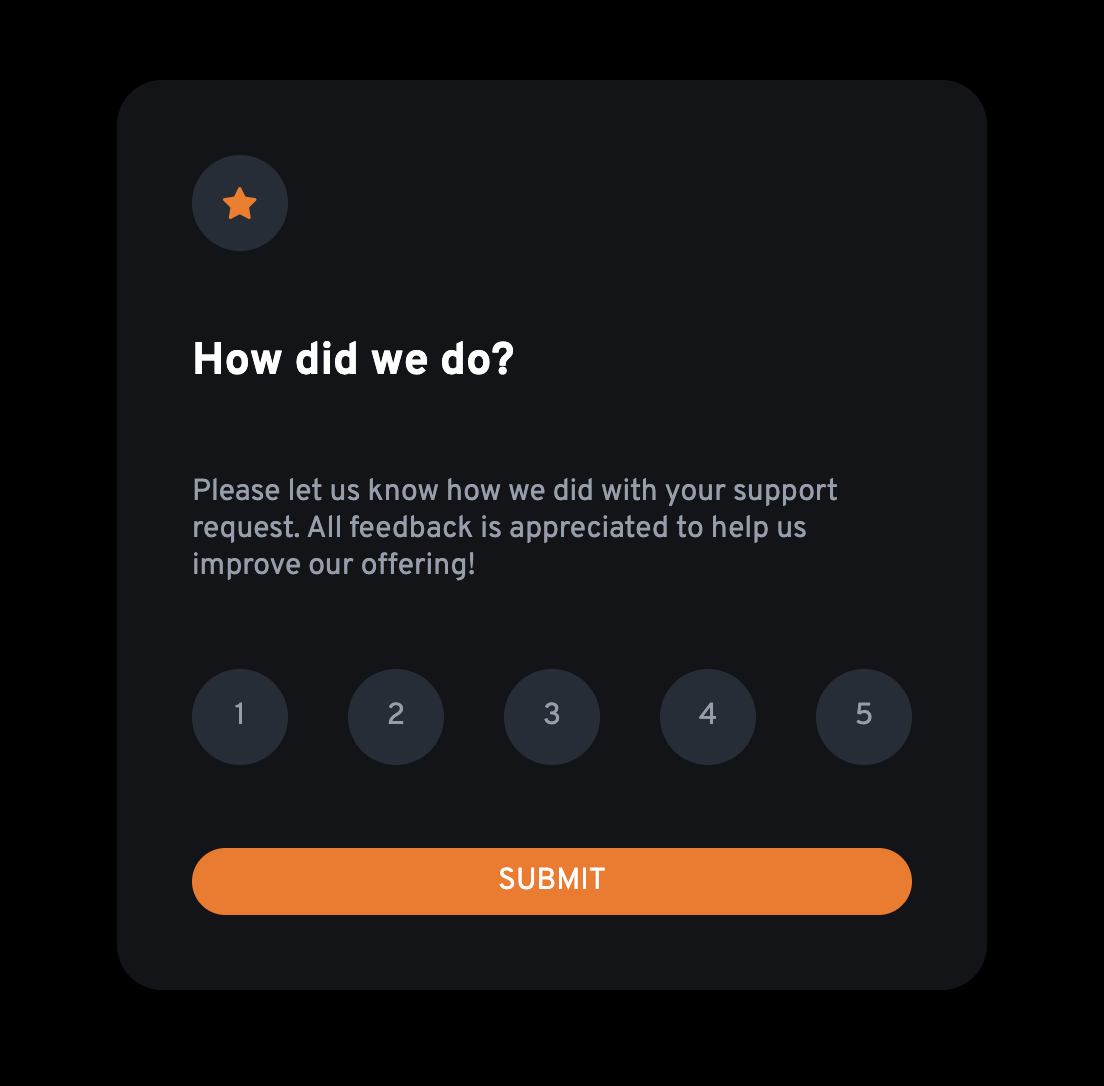 How did we do?
Please let us know how we did with your support
request. All feedback is appreciated to help us
improve our offering!
1 2 3 4 5
SUBMIT